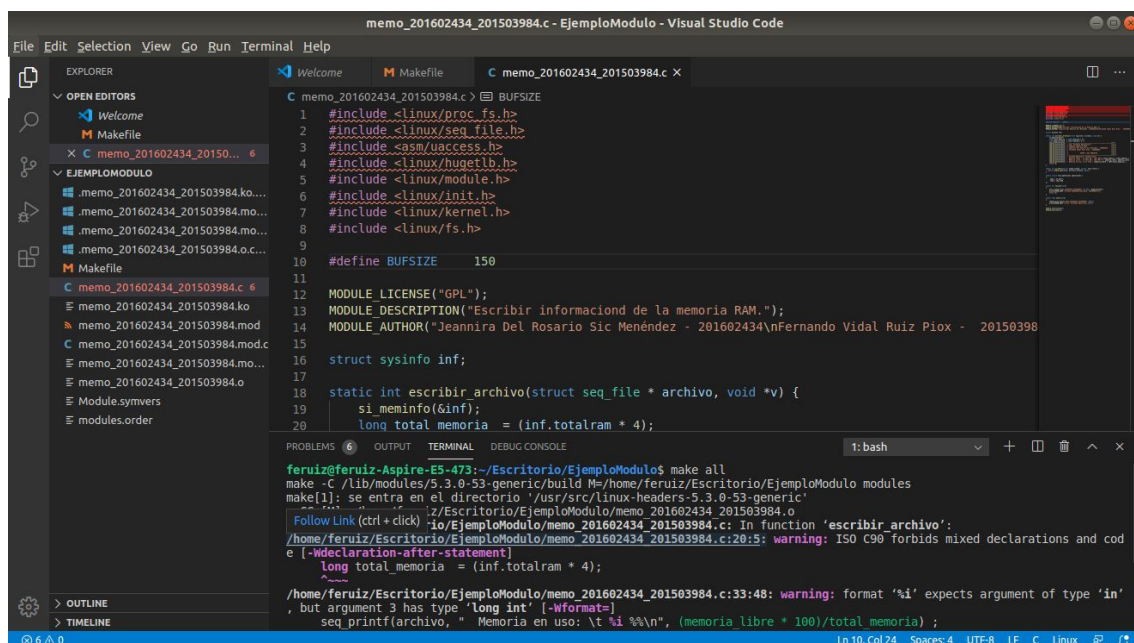 memo_201602434_201503984.c - EjemploModulo - Visual Studio Code
File Edit Selection View Go Run Terminal Help
EXPLORER
OPEN EDITORS
Welcome
Makefile
memo_201602434_20150... 6
EJEMPLOMODULO
.memo_201602434_201503984.ko....
.memo_201602434_201503984.mo...
.memo_201602434_201503984.mo...
.memo_201602434_201503984.o.c...
Makefile
memo_201602434_201503984.c 6
memo_201602434_201503984.ko
memo_201602434_201503984.mod
memo_201602434_201503984.mod.c
memo_201602434_201503984.mo...
memo_201602434_201503984.o
Module.symvers
modules.order
OUTLINE
TIMELINE
Welcome Makefile memo_201602434_201503984.c
memo_201602434_201503984.c > BUFSIZE
1 #include <linux/proc_fs.h>
2 #include <linux/seq_file.h>
3 #include <asm/uaccess.h>
4 #include <linux/hugetlb.h>
5 #include <linux/module.h>
6 #include <linux/init.h>
7 #include <linux/kernel.h>
8 #include <linux/fs.h>
9
10 #define BUFSIZE 150
11
12 MODULE_LICENSE("GPL");
13 MODULE_DESCRIPTION("Escribir informaciond de la memoria RAM.");
14 MODULE_AUTHOR("Jeannira Del Rosario Sic Menéndez - 201602434\nFernando Vidal Ruiz Piox - 20150398
15
16 struct sysinfo inf;
17
18 static int escribir_archivo(struct seq_file * archivo, void *v) {
19 si_meminfo(&inf);
20 long total_memoria = (inf.totalram * 4);
PROBLEMS 6 OUTPUT TERMINAL DEBUG CONSOLE 1: bash
feruiz@feruiz-Aspire-E5-473:~/Escritorio/EjemploModulo$ make all
make -C /lib/modules/5.3.0-53-generic/build M=/home/feruiz/Escritorio/EjemploModulo modules
make[1]: se entra en el directorio '/usr/src/linux-headers-5.3.0-53-generic'
iz/Escritorio/EjemploModulo/memo_201602434_201503984.o
Follow Link (ctrl + click)
io/EjemploModulo/memo_201602434_201503984.c: In function ‘escribir_archivo’:
/home/feruiz/Escritorio/EjemploModulo/memo_201602434_201503984.c:20:5: warning: ISO C90 forbids mixed declarations and cod
e [-Wdeclaration-after-statement]
long total_memoria = (inf.totalram * 4);
^~~~
/home/feruiz/Escritorio/EjemploModulo/memo_201602434_201503984.c:33:48: warning: format ‘%i’ expects argument of type ‘in’
, but argument 3 has type ‘long int’ [-Wformat=]
seq_printf(archivo, " Memoria en uso: \t %i %%\n", (memoria_libre * 100)/total_memoria) ;
6 0 Ln 10, Col 24 Spaces: 4 UTF-8 LF C Linux